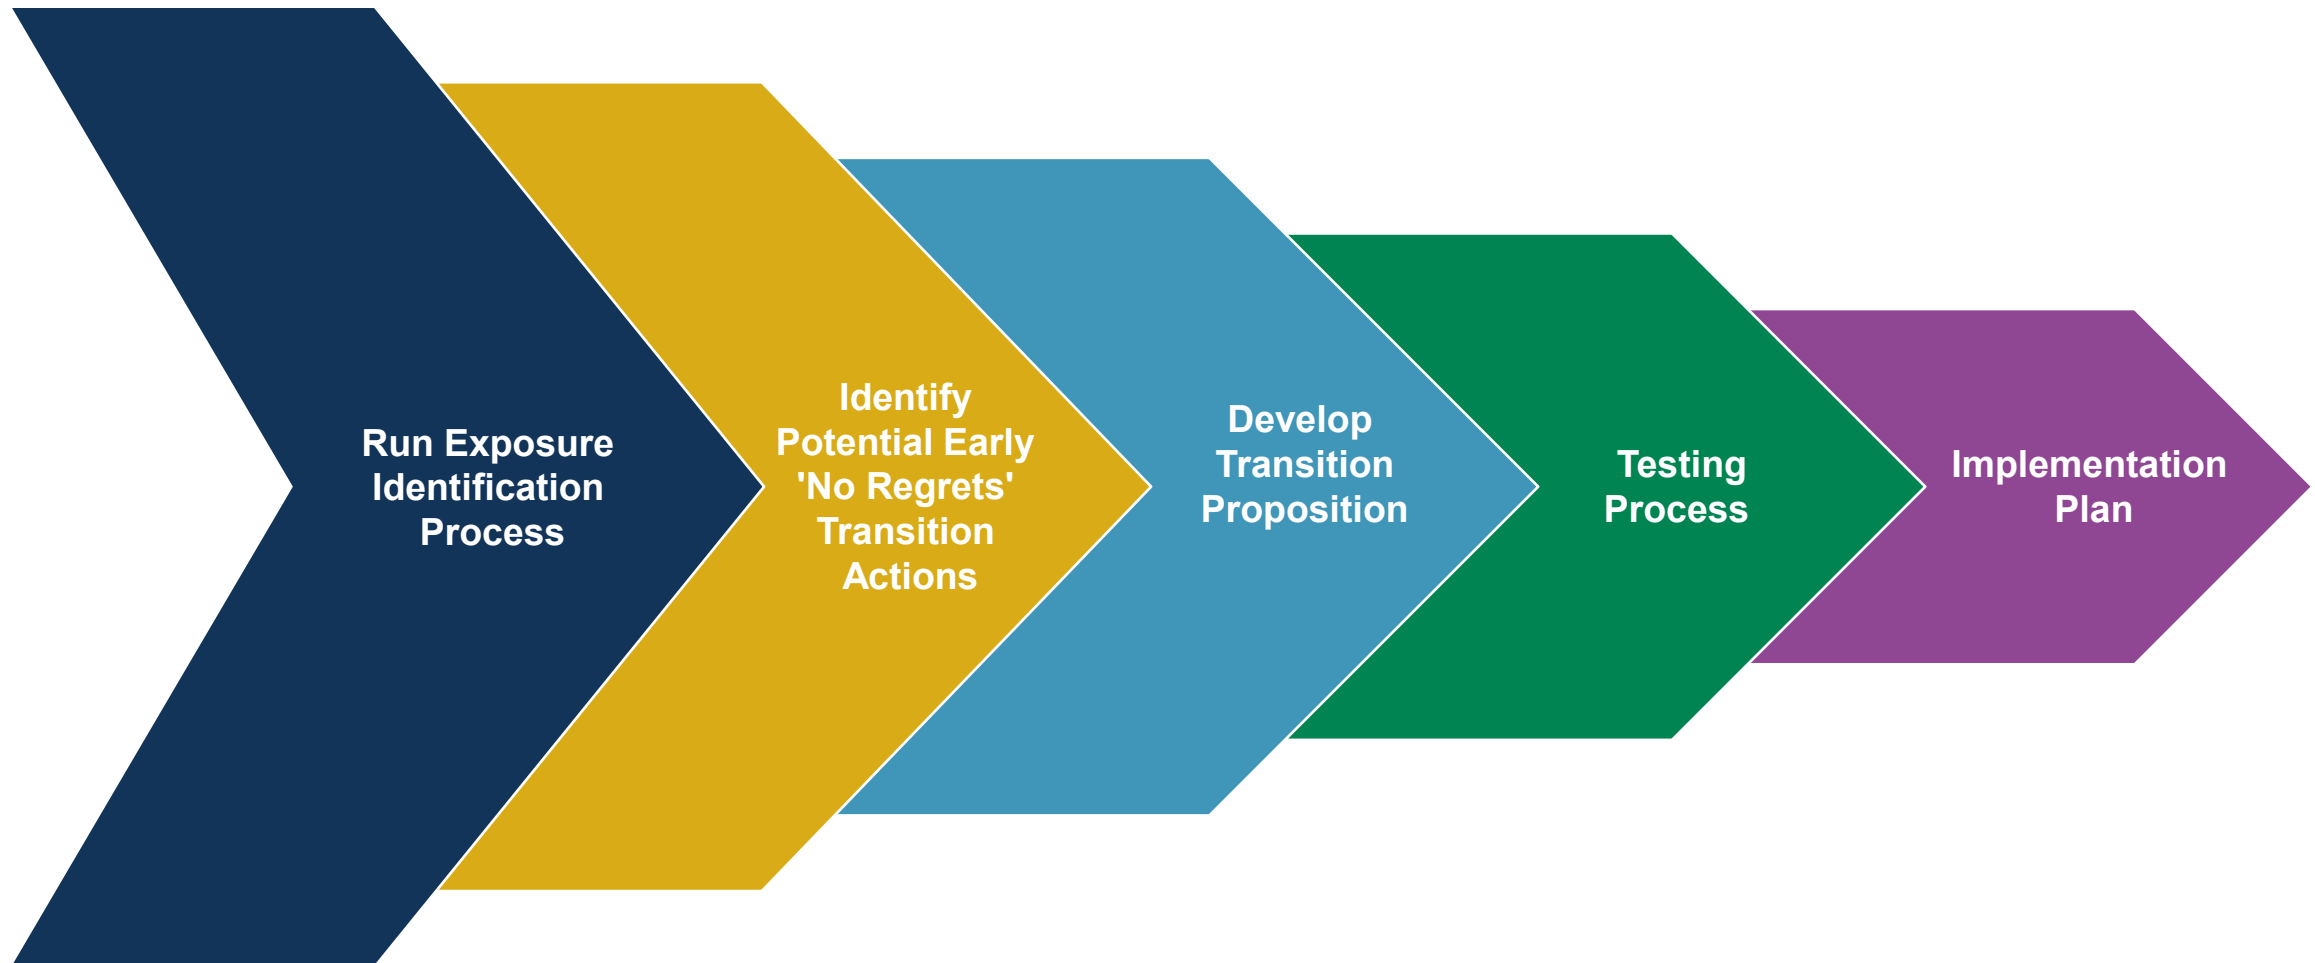 Run Exposure
Identification
Process
Identify
Potential Early
'No Regrets'
Transition
Actions
Develop
Transition
Proposition
Testing
Process
Implementation
Plan